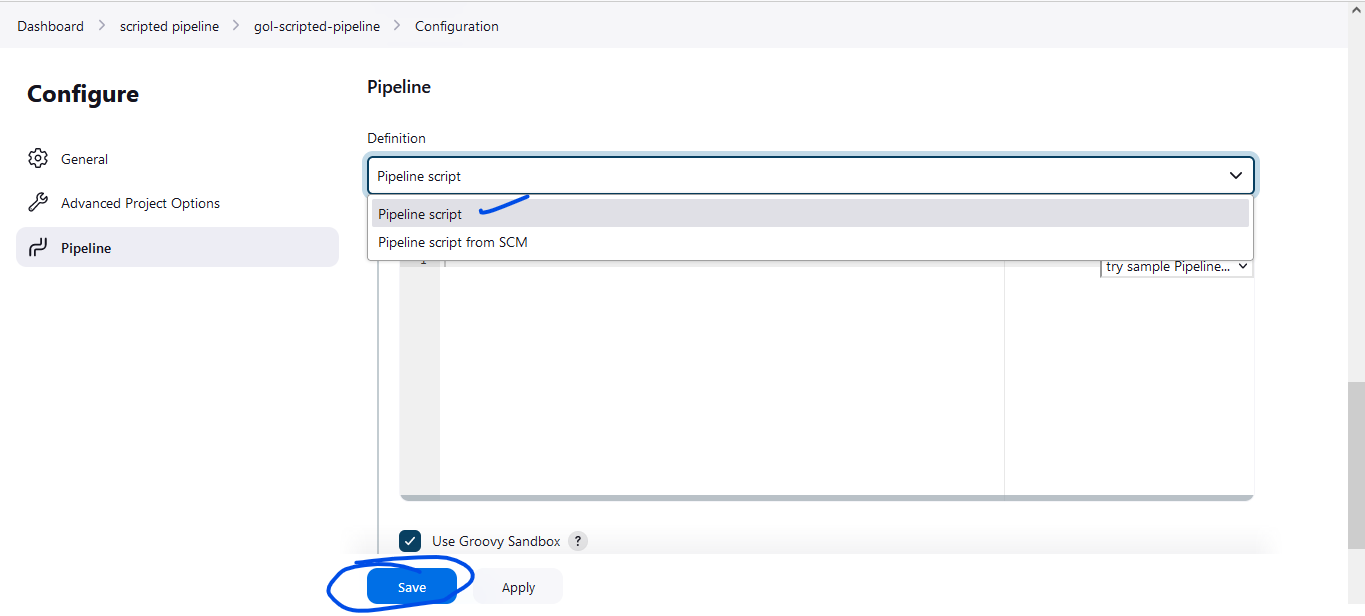 Dashboard > scripted pipeline > gol-scripted-pipeline > Configuration
Configure
General
Advanced Project Options
Pipeline
Pipeline
Definition
Pipeline script
Pipeline script
Pipeline script from SCM
1
try sample Pipeline...
Use Groovy Sandbox ?
Save
Apply